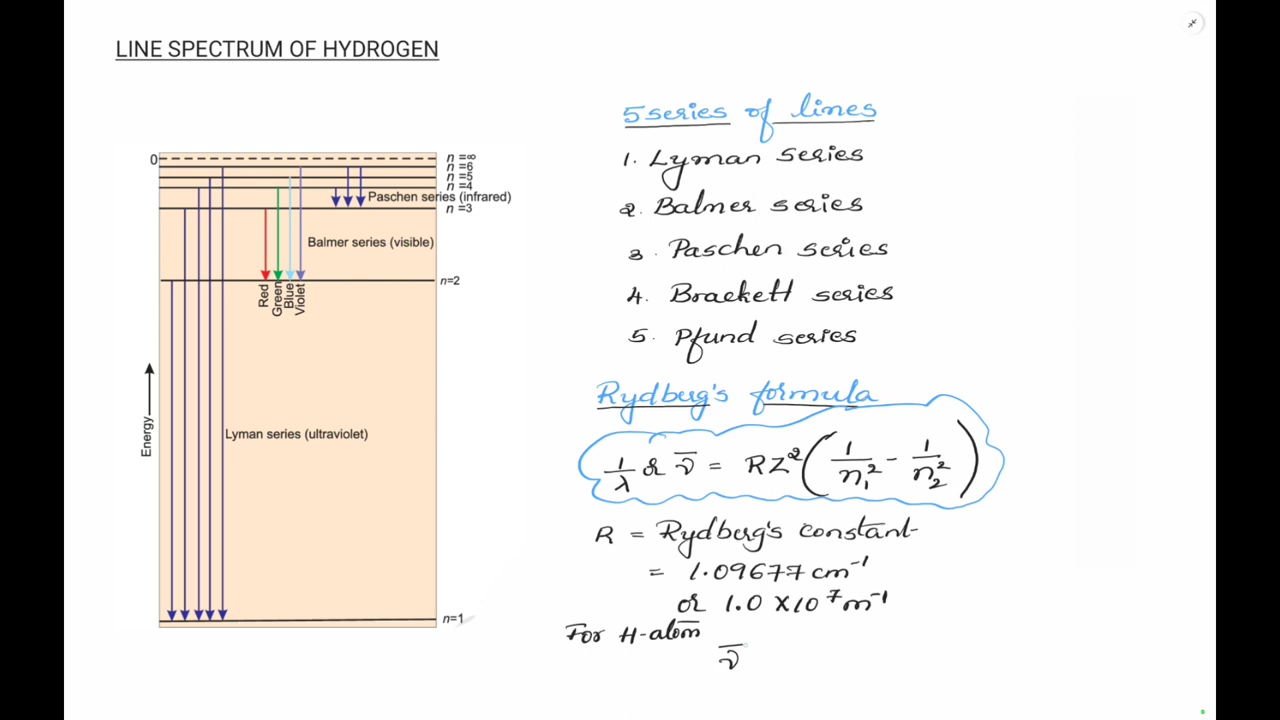 LINE SPECTRUM OF HYDROGEN
0
n =∞
n =6
n =5
n =4
Paschen series (infrared)
n =3
Balmer series (visible)
n=2
Red
Green
Blue
Violet
Energy
Lyman series (ultraviolet)
n=1
5 series of lines
1. Lyman series
2. Balmer series
3. Paschen series
4. Brackett series
5. Pfund series
Rydberg's formula
1/λ or ν̅ = RZ²(1/n₁² - 1/n₂²)
R = Rydberg's constant
= 1.09677 cm⁻¹
or 1.0 X10⁷m⁻¹
For H-atom
ν̅